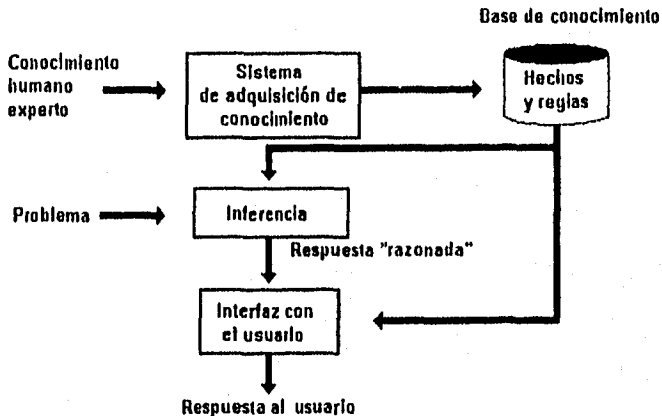 Base de conocimiento
Conocimiento
humano
experto
Sistema
de adquisición de
conocimiento
Hechos
y reglas
Problema
Inferencia
Respuesta "razonada"
Interfaz con
el usuario
Respuesta al usuario